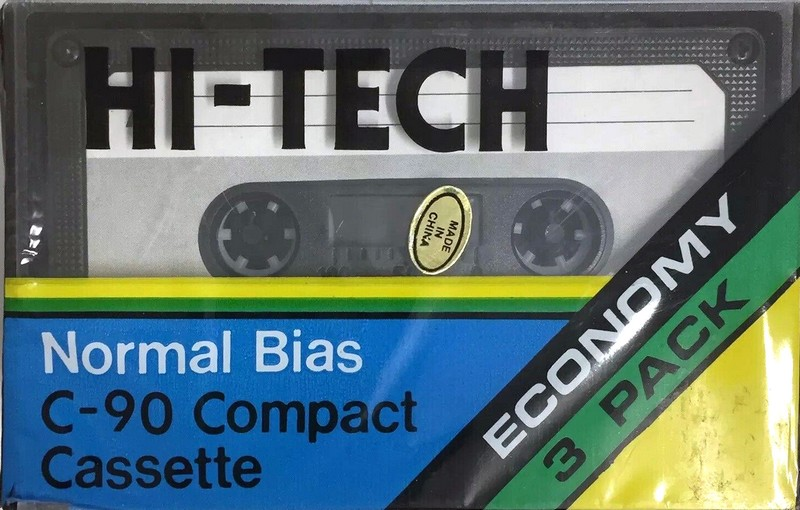 HI-TECH
MADE
IN
CHINA
Normal Bias
C-90 Compact
Cassette
ECONOMY
3 PACK